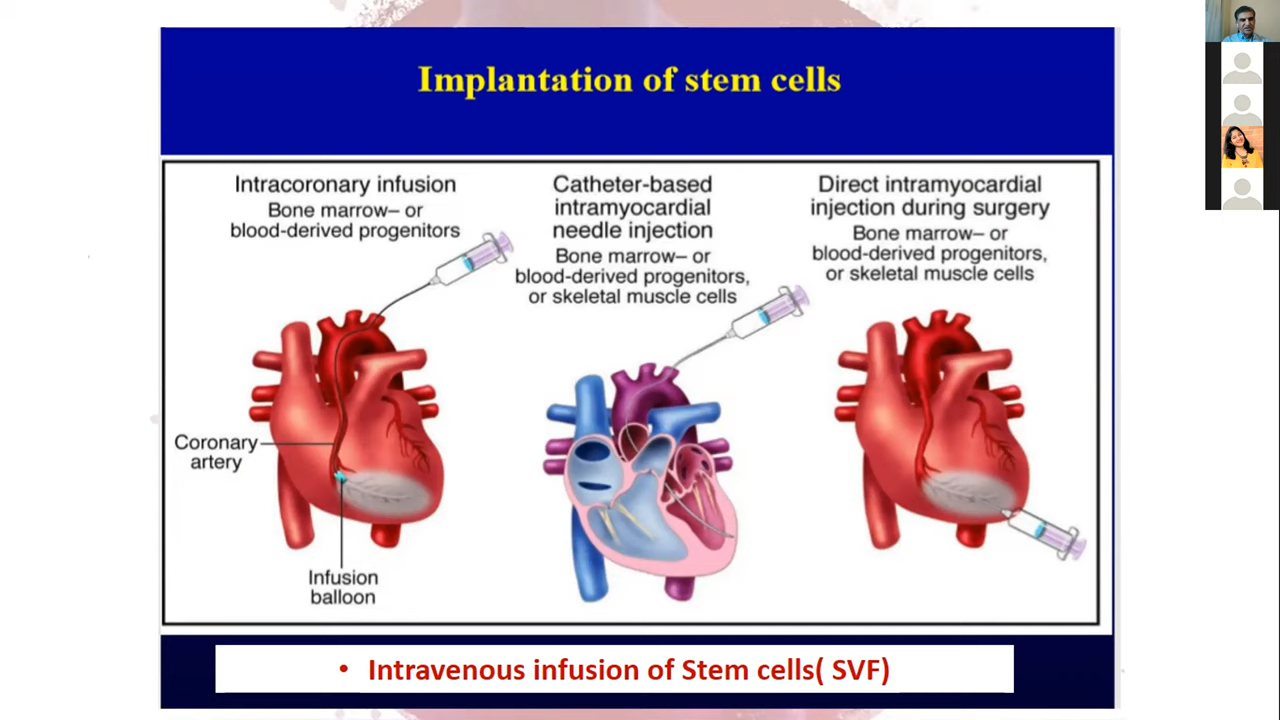 Implantation of stem cells
Intracoronary infusion
Bone marrow– or
blood-derived progenitors
Catheter-based
intramyocardial
needle injection
Bone marrow– or
blood-derived progenitors,
or skeletal muscle cells
Direct intramyocardial
injection during surgery
Bone marrow– or
blood-derived progenitors,
or skeletal muscle cells
Coronary
artery
Infusion
balloon
• Intravenous infusion of Stem cells( SVF)